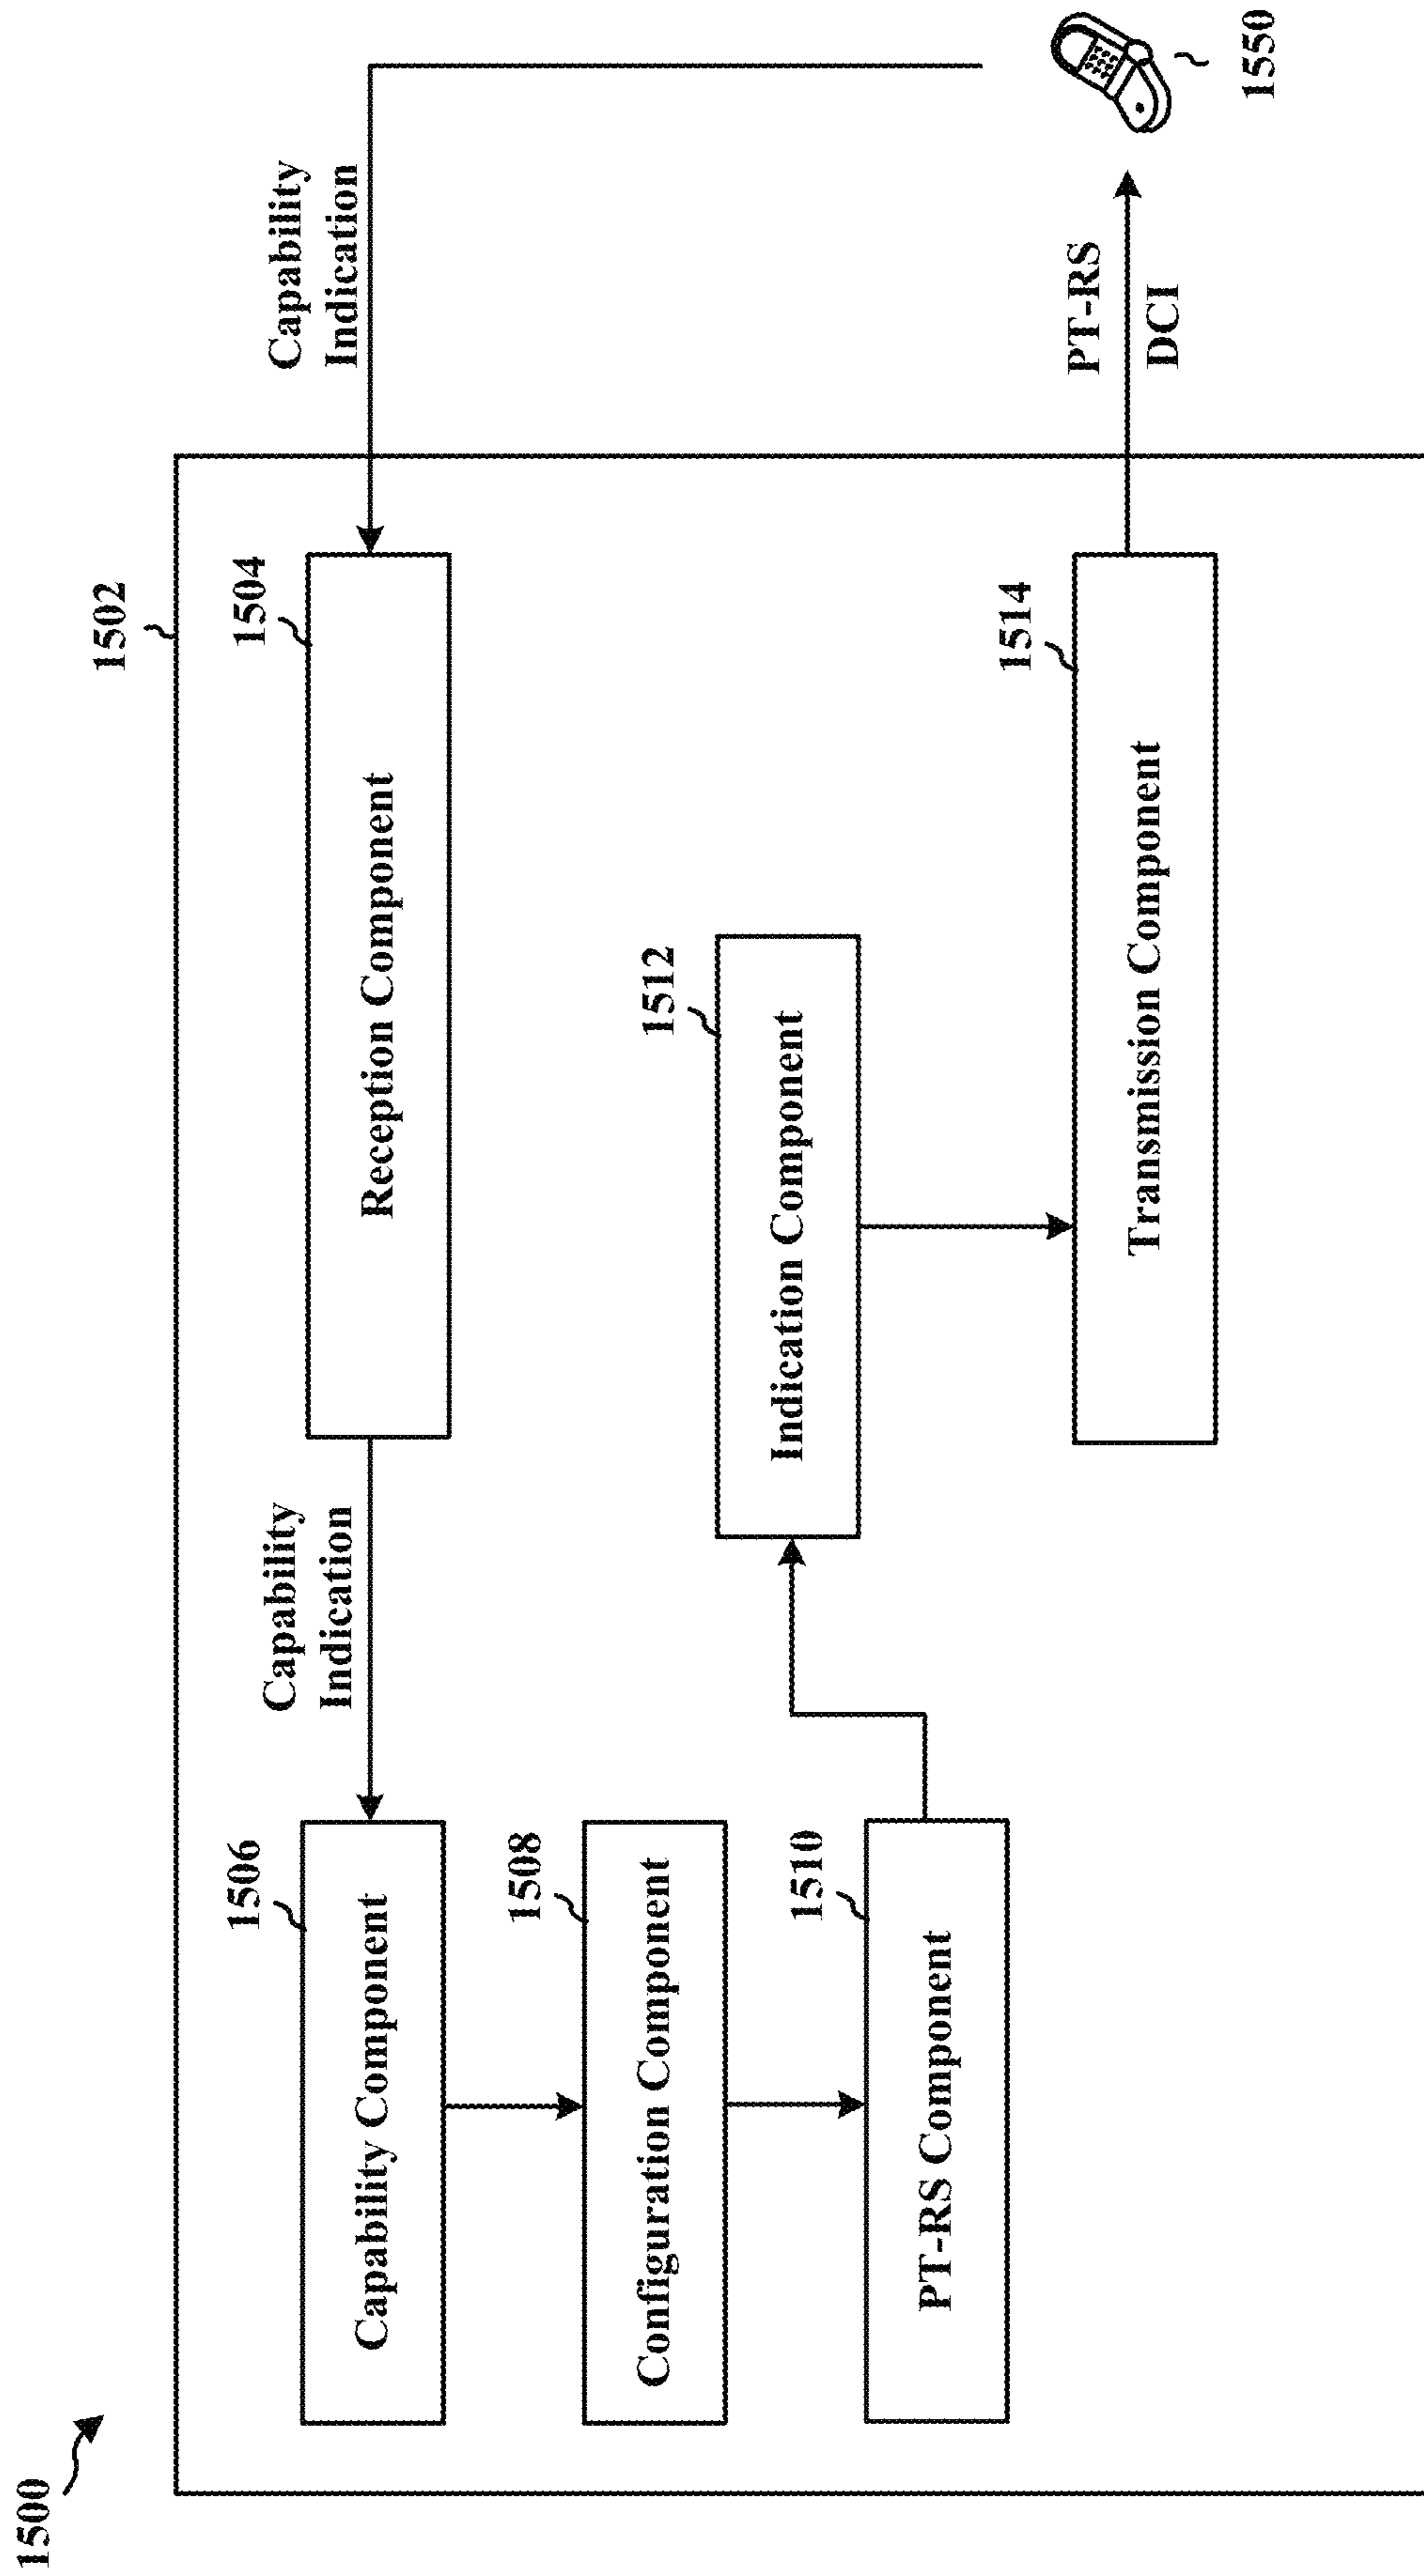 1500
1502
1504
Reception Component
Capability
Indication
Capability
Indication
1506
Capability Component
1508
Configuration Component
1510
PT-RS Component
1512
Indication Component
1514
Transmission Component
PT-RS
DCI
1550